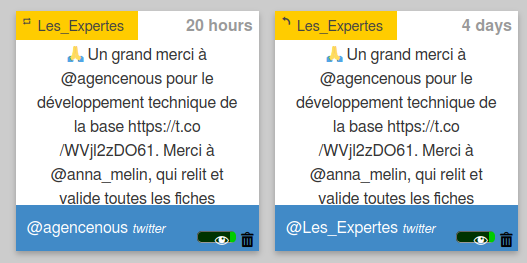 Les_Expertes 20 hours
🙏 Un grand merci à
@agencenous pour le
développement technique de
la base https://t.co
/WVjl2zDO61. Merci à
@anna_melin, qui relit et
valide toutes les fiches
@agencenous twitter
Les_Expertes 4 days
🙏 Un grand merci à
@agencenous pour le
développement technique de
la base https://t.co
/WVjl2zDO61. Merci à
@anna_melin, qui relit et
valide toutes les fiches
@Les_Expertes twitter